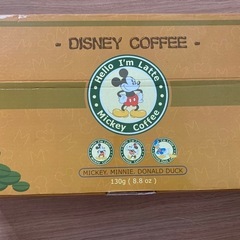 - DISNEY COFFEE -
Hello I'm Latte
Mickey Coffee
MICKEY, MINNIE, DONALD DUCK
130g ( 8.8 oz )